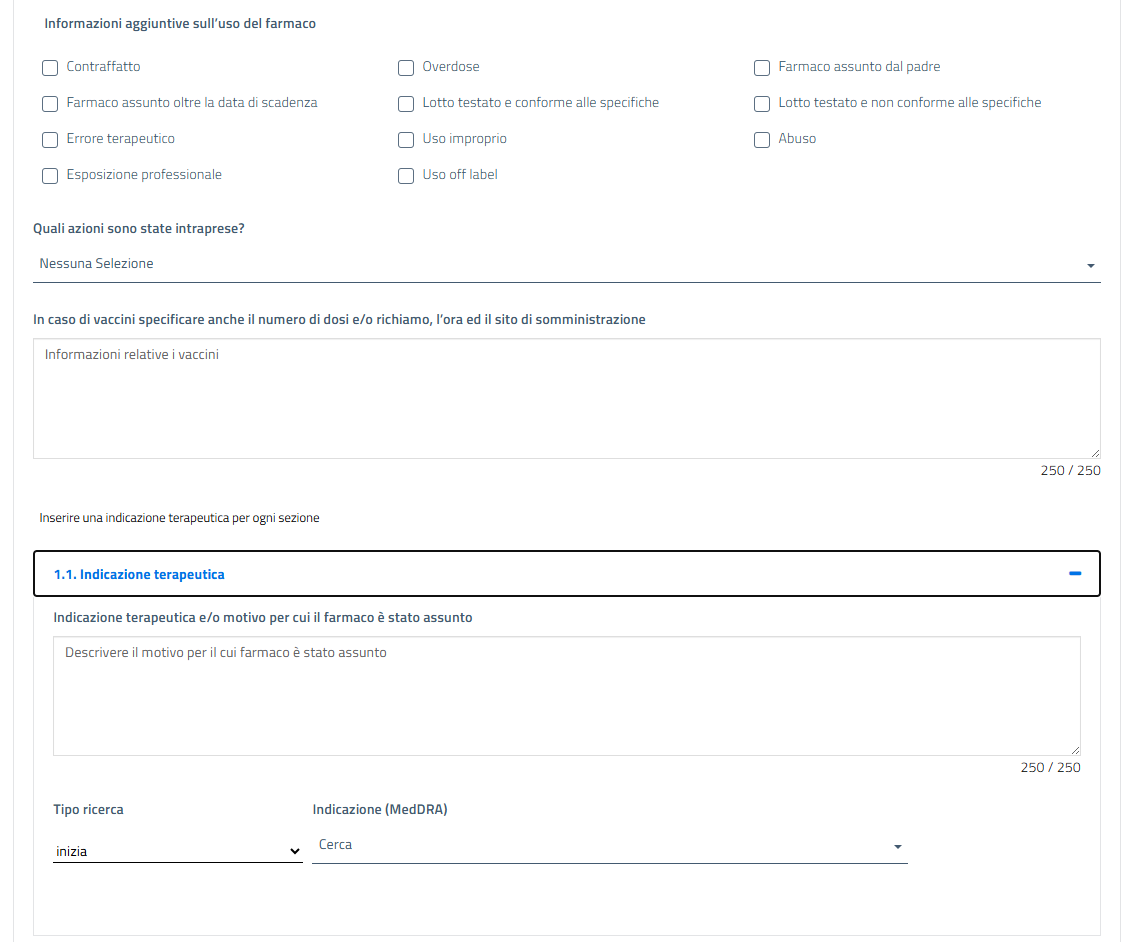 Informazioni aggiuntive sull'uso del farmaco
Contraffatto
Overdose
Farmaco assunto dal padre
Farmaco assunto oltre la data di scadenza
Lotto testato e conforme alle specifiche
Lotto testato e non conforme alle specifiche
Errore terapeutico
Uso improprio
Abuso
Esposizione professionale
Uso off label
Quali azioni sono state intraprese?
Nessuna Selezione
In caso di vaccini specificare anche il numero di dosi e/o richiamo, l'ora ed il sito di somministrazione
Informazioni relative i vaccini
250 / 250
Inserire una indicazione terapeutica per ogni sezione
1.1. Indicazione terapeutica
Indicazione terapeutica e/o motivo per cui il farmaco è stato assunto
Descrivere il motivo per il cui farmaco è stato assunto
250 / 250
Tipo ricerca
Indicazione (MedDRA)
inizia
Cerca